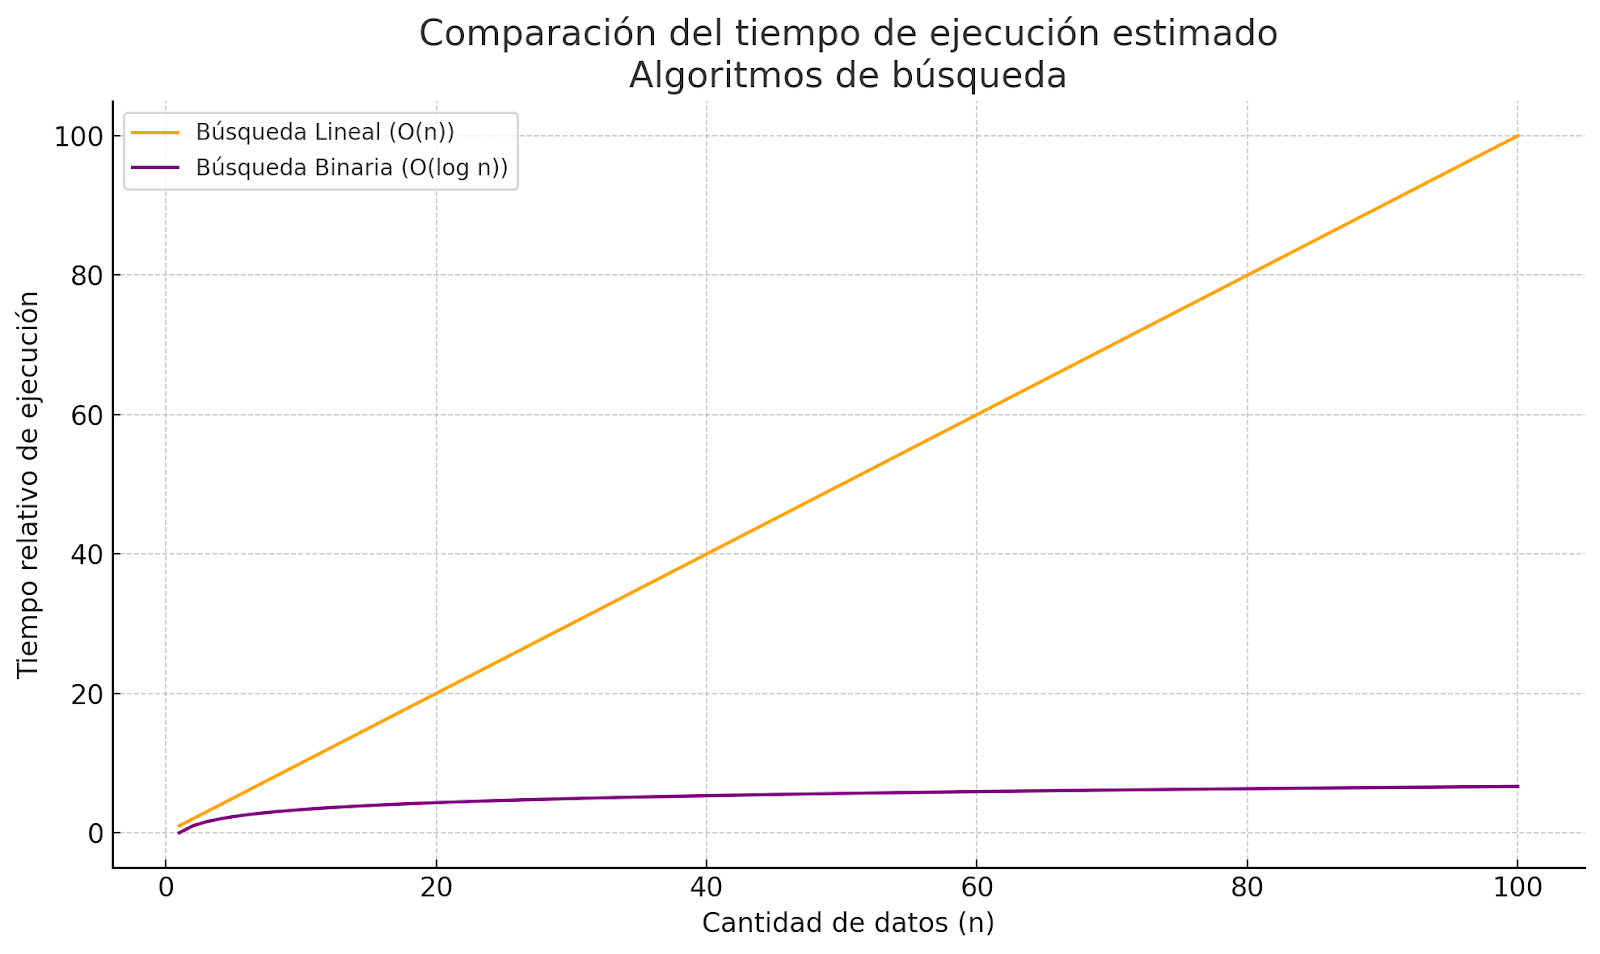 Comparación del tiempo de ejecución estimado
Algoritmos de búsqueda
Búsqueda Lineal (O(n))
Búsqueda Binaria (O(log n))
Tiempo relativo de ejecución
100
80
60
40
20
0
0 20 40 60 80 100
Cantidad de datos (n)